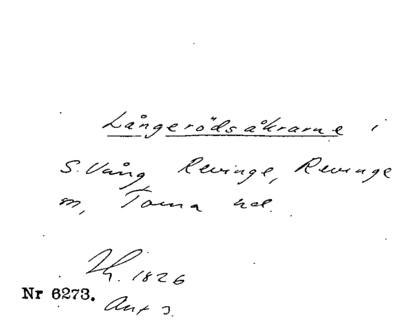 Långerödsåkrarne i
S. Vång Revinge, Revinge
m, Torna hd.
1826
Nr 6273.